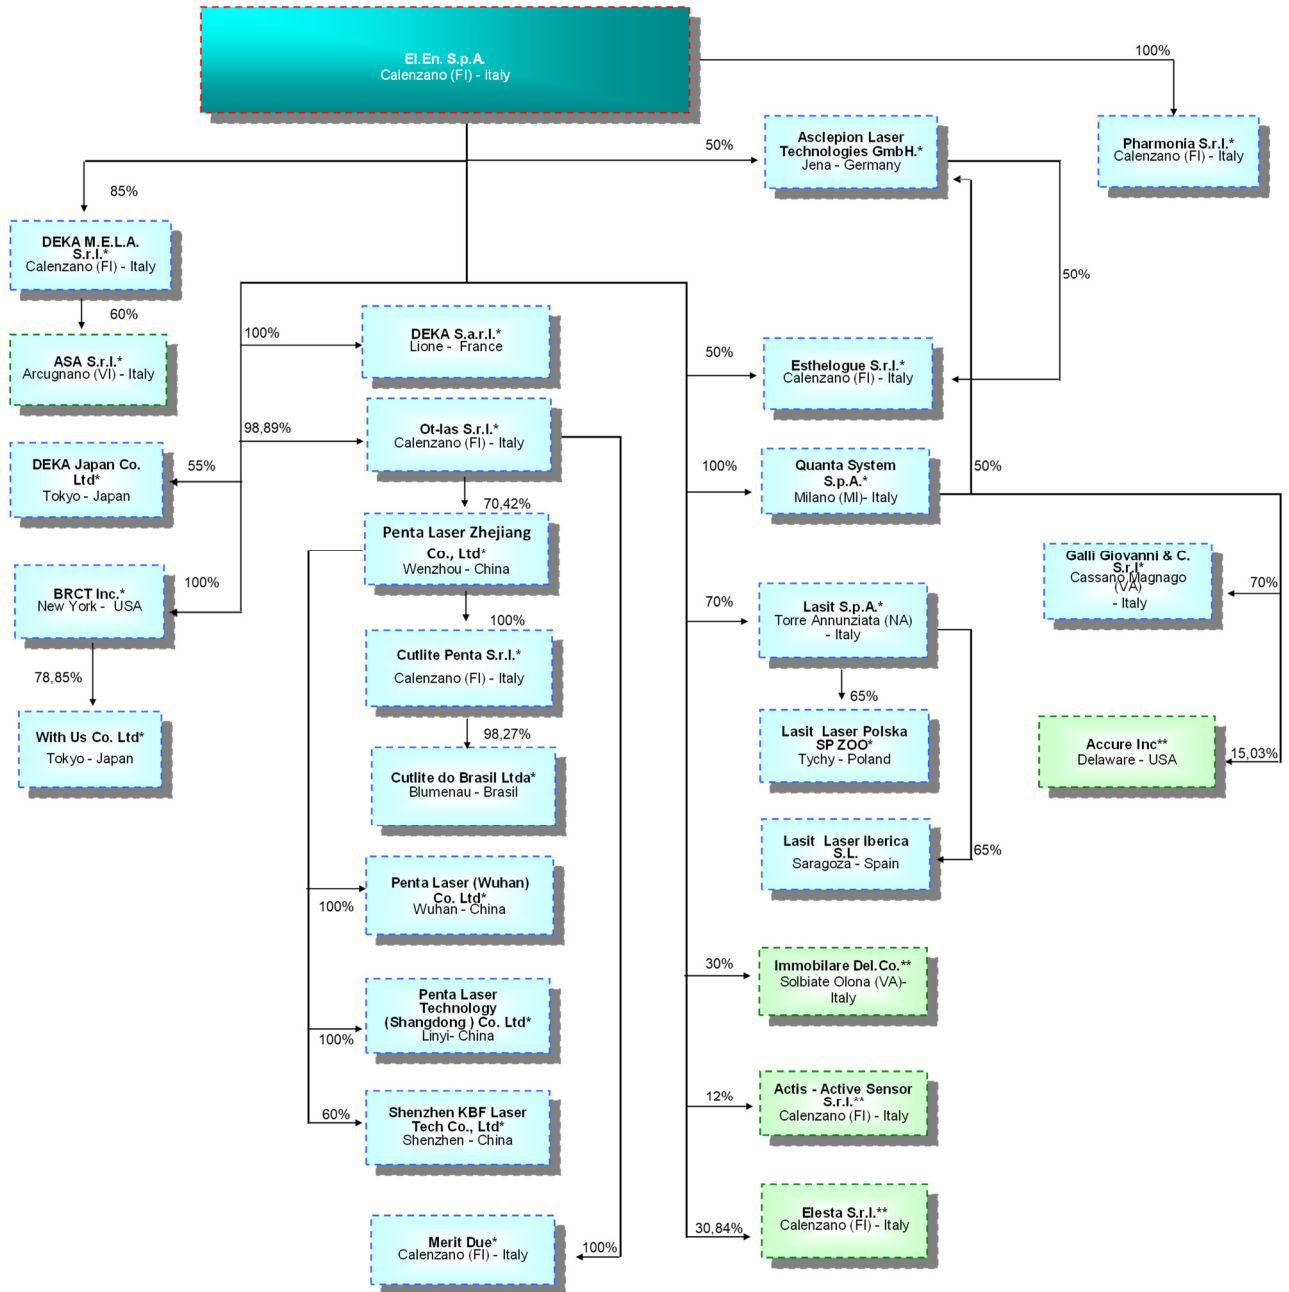 El.En. S.p.A.
Calenzano (FI) - Italy
100%
50%
Asclepion Laser
Technologies GmbH.*
Jena - Germany
Pharmonia S.r.l.*
Calenzano (FI) - Italy
85%
DEKA M.E.L.A.
S.r.l.*
Calenzano (FI) - Italy
50%
60%
ASA S.r.l.*
Arcugnano (VI) - Italy
100%
DEKA S.a.r.l.*
Lione - France
50%
Esthelogue S.r.l.*
Calenzano (FI) - Italy
98,89%
Ot-las S.r.l.*
Calenzano (FI) - Italy
DEKA Japan Co.
Ltd*
Tokyo - Japan
55%
100%
Quanta System
S.p.A.*
Milano (MI)- Italy
50%
70,42%
Penta Laser Zhejiang
Co., Ltd*
Wenzhou - China
BRCT Inc.*
New York - USA
100%
Galli Giovanni & C.
S.r.l*
Cassano Magnago
(VA)
- Italy
70%
70%
Lasit S.p.A.*
Torre Annunziata (NA)
- Italy
100%
Cutlite Penta S.r.l.*
Calenzano (FI) - Italy
78,85%
65%
With Us Co. Ltd*
Tokyo - Japan
98,27%
Cutlite do Brasil Ltda*
Blumenau - Brasil
Lasit Laser Polska
SP ZOO*
Tychy - Poland
Accure Inc**
Delaware - USA
15,03%
Lasit Laser Iberica
S.L.
Saragoza - Spain
65%
100%
Penta Laser (Wuhan)
Co. Ltd*
Wuhan - China
30%
Immobilare Del.Co.**
Solbiate Olona (VA)-
Italy
100%
Penta Laser
Technology
(Shangdong ) Co. Ltd*
Linyi- China
12%
Actis - Active Sensor
S.r.l.**
Calenzano (FI) - Italy
60%
Shenzhen KBF Laser
Tech Co., Ltd*
Shenzhen - China
30,84%
Elesta S.r.l.**
Calenzano (FI) - Italy
Merit Due*
Calenzano (FI) - Italy
100%